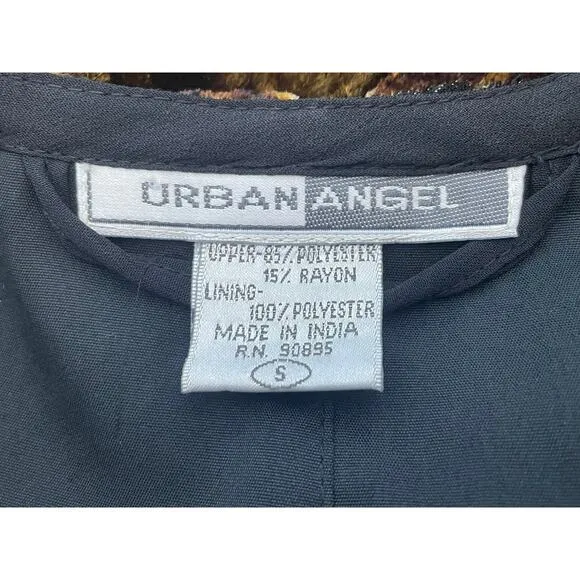 URBAN ANGEL
UPPER-85% POLYESTER
15% RAYON
LINING-
100% POLYESTER
MADE IN INDIA
R.N. 90895
S